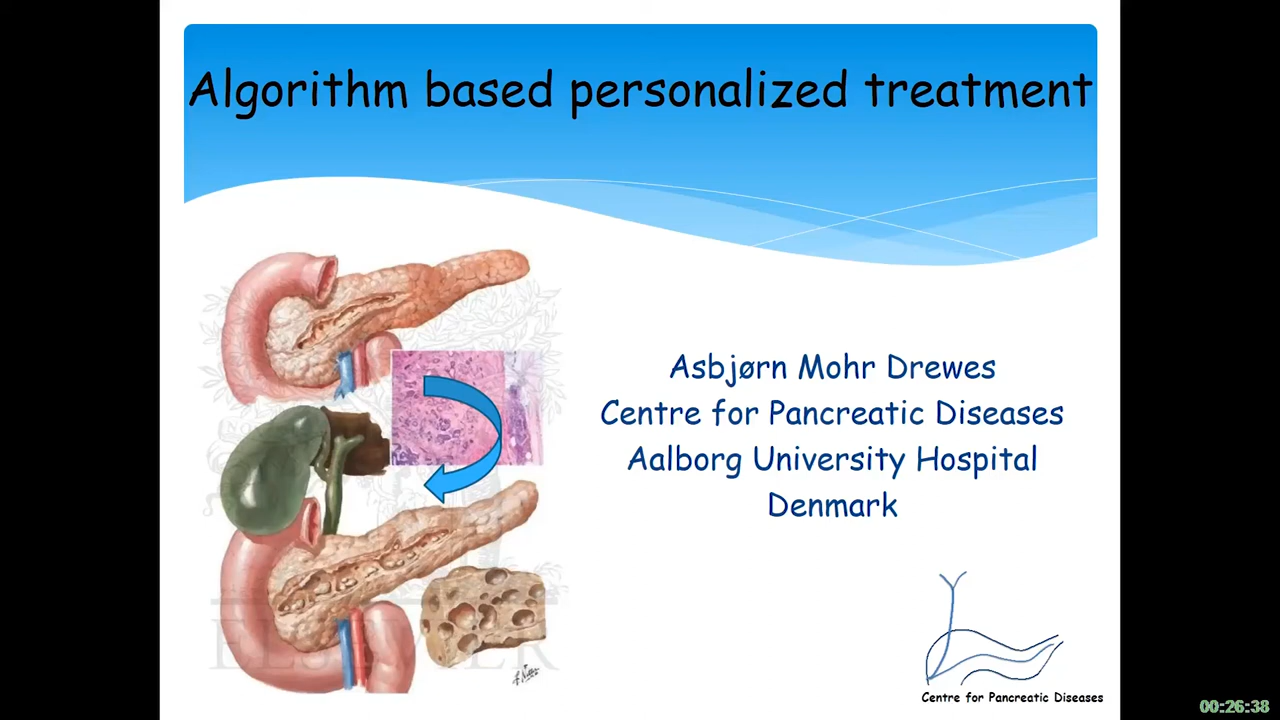 Algorithm based personalized treatment
Asbjørn Mohr Drewes
Centre for Pancreatic Diseases
Aalborg University Hospital
Denmark
ELSEVIER
Centre for Pancreatic Diseases
00:26:38